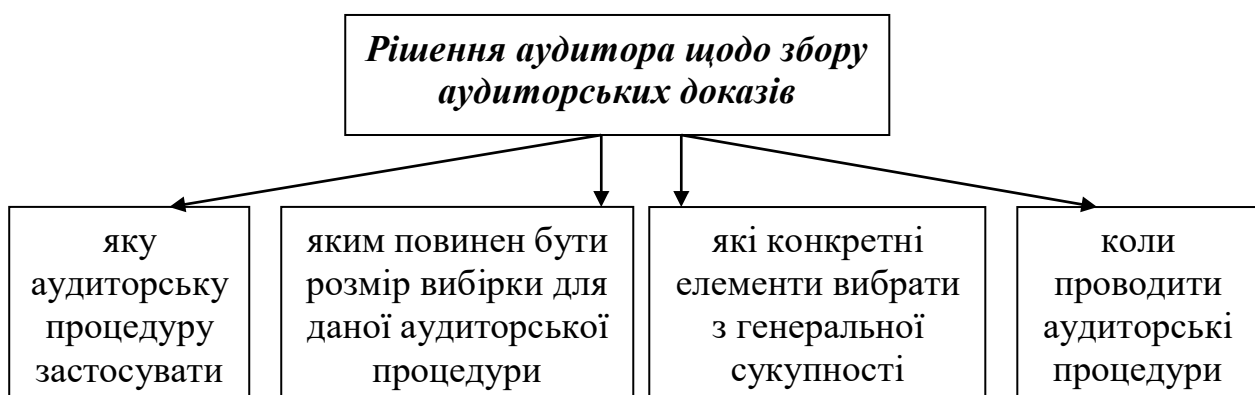 Рішення аудитора щодо збору
аудиторських доказів
яку
аудиторську
процедуру
застосувати
яким повинен бути
розмір вибірки для
даної аудиторської
процедури
які конкретні
елементи вибрати
з генеральної
сукупності
коли
проводити
аудиторські
процедури